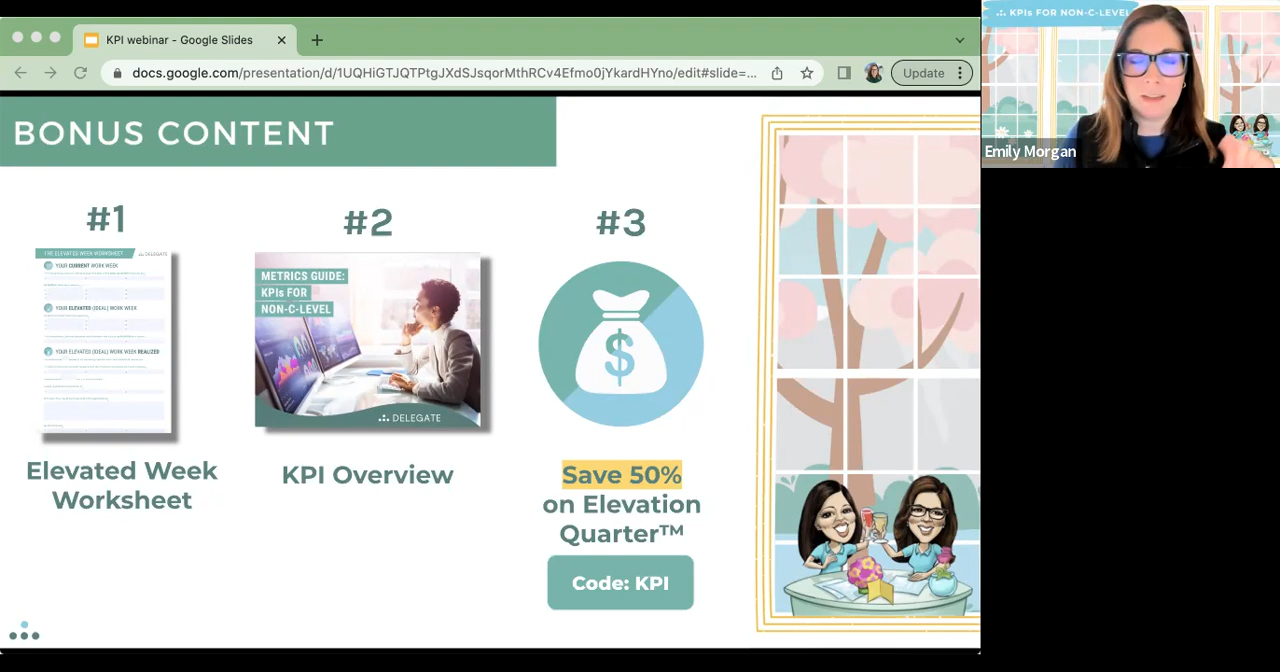 KPI webinar - Google Slides
docs.google.com/presentation/d/1UQHiGTJQTPtgJXdSJsqorMthRCv4Efmo0jYkardHYno/edit#slide=...
Update
KPIs FOR NON-C-LEVEL
Emily Morgan
BONUS CONTENT
#1
#2
#3
THE ELEVATED WEEK WORKSHEET
DELEGATE
YOUR CURRENT WORK WEEK
YOUR ELEVATED (IDEAL) WORK WEEK
YOUR ELEVATED (IDEAL) WORK WEEK REALIZED
METRICS GUIDE:
KPIs FOR
NON-C-LEVEL
DELEGATE
$
Elevated Week
Worksheet
KPI Overview
Save 50%
on Elevation
Quarter™
Code: KPI